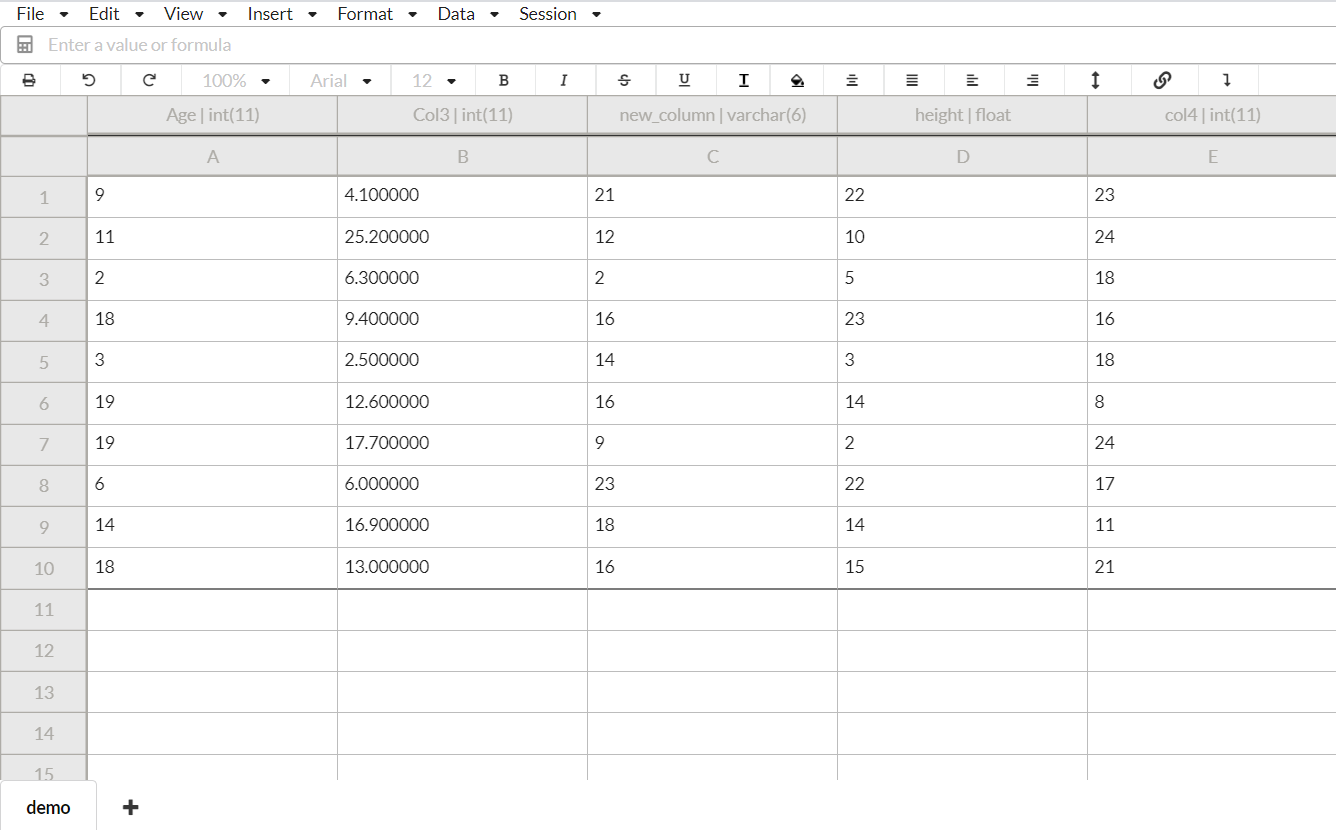 File Edit View Insert Format Data Session
Enter a value or formula
100% Arial 12 B I S U T
Age | int(11) Col3 | int(11) new_column | varchar(6) height | float col4 | int(11)
A B C D E
1 9 4.100000 21 22 23
2 11 25.200000 12 10 24
3 2 6.300000 2 5 18
4 18 9.400000 16 23 16
5 3 2.500000 14 3 18
6 19 12.600000 16 14 8
7 19 17.700000 9 2 24
8 6 6.000000 23 22 17
9 14 16.900000 18 14 11
10 18 13.000000 16 15 21
11
12
13
14
15
demo